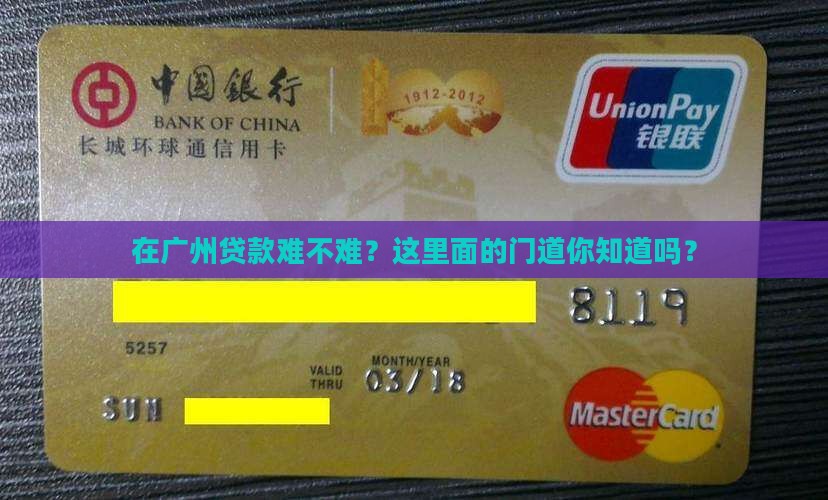 中国銀行
BANK OF CHINA
长城环球通信用卡
1912-2012
UnionPay
银联
在广州贷款难不难？这里面的门道你知道吗？
8119
5257
VALID
THRU
MONTH/YEAR
03/18
SUN
MasterCard